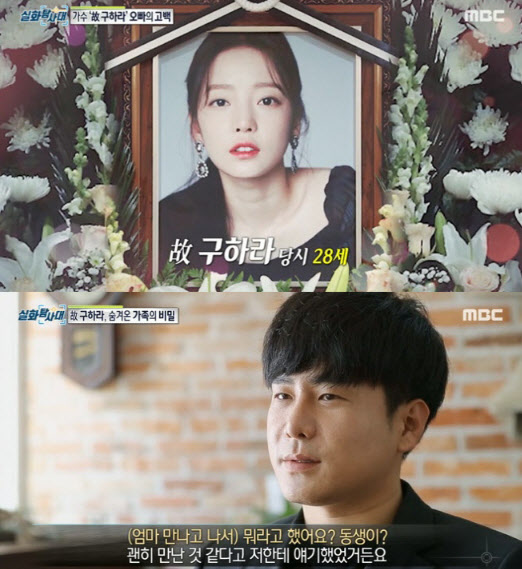 실화탐사대 가수 '故 구하라' 오빠의 고백 MBC
故 구하라 당시 28세
실화탐사대 故 구하라, 숨겨온 가족의 비밀 MBC
(엄마 만나고 나서) 뭐라고 했어요? 동생이?
괜히 만난 것 같다고 저한테 얘기했었거든요